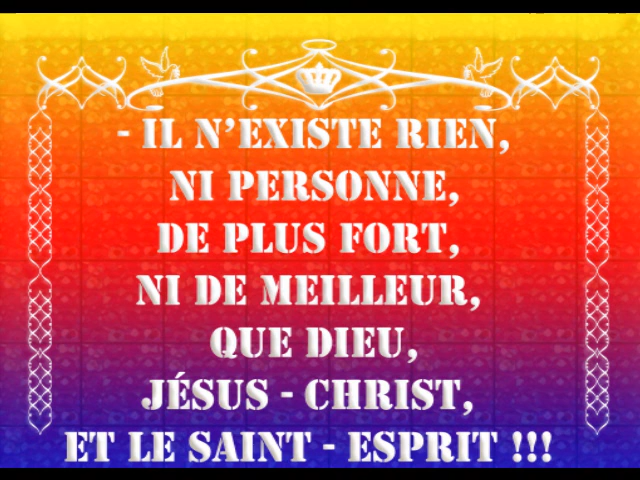 - IL N'EXISTE RIEN,
NI PERSONNE,
DE PLUS FORT,
NI DE MEILLEUR,
QUE DIEU,
JÉSUS - CHRIST,
ET LE SAINT - ESPRIT !!!